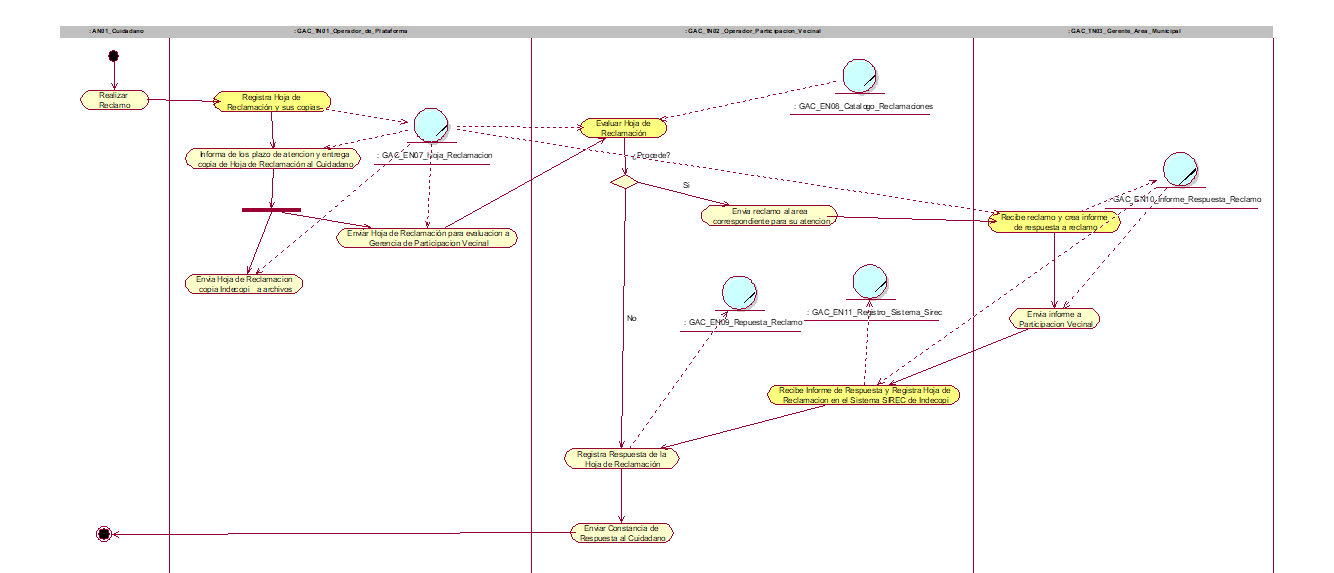 : AN01_Cuidadano
: GAC_TN01_Operador_de_Plataforma
: GAC_TN02_Operador_Participacion_Vecinal
: GAC_TN03_Gerente_Area_Municipal
Realizar
Reclamo
Registra Hoja de
Reclamación y sus copias
: GAC_EN08_Catalogo_Reclamaciones
Evaluar Hoja de
Reclamación
Informa de los plazo de atencion y entrega
copia de Hoja de Reclamación al Cuidadano
: GAC_EN07_Hoja_Reclamacion
¿Procede?
Si
: GAC_EN10_Informe_Respuesta_Reclamo
Envia reclamo al area
correspondiente para su atencion
Recibe reclamo y crea informe
de respuesta a reclamo
Enviar Hoja de Reclamación para evaluacion a
Gerencia de Participacion Vecinal
Envia Hoja de Reclamacion
copia Indecopi a archivos
No
: GAC_EN09_Repuesta_Reclamo
: GAC_EN11_Registro_Sistema_Sirec
Envia informe a
Participacion Vecinal
Recibe Informe de Respuesta y Registra Hoja de
Reclamacion en el Sistema SIREC de Indecopi
Registra Respuesta de la
Hoja de Reclamación
Enviar Constancia de
Respuesta al Cuidadano